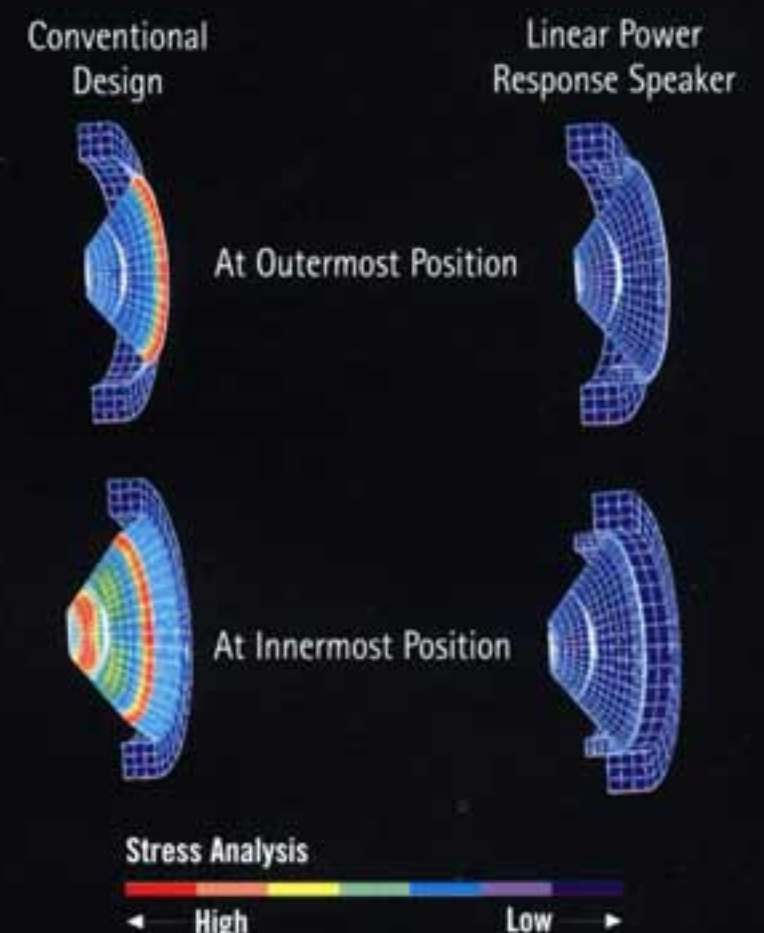 Conventional
Design
Linear Power
Response Speaker
At Outermost Position
At Innermost Position
Stress Analysis
High
Low